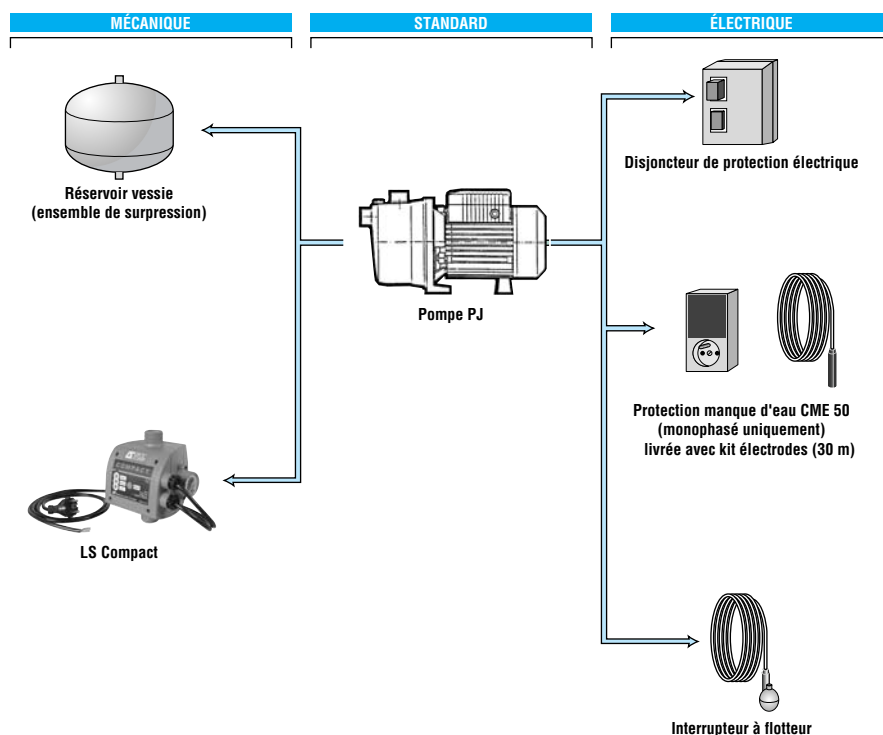 MÉCANIQUE
STANDARD
ÉLECTRIQUE
Réservoir vessie
(ensemble de surpression)
Pompe PJ
Disjoncteur de protection électrique
Protection manque d'eau CME 50
(monophasé uniquement)
livrée avec kit électrodes (30 m)
COMPACT
LS Compact
Interrupteur à flotteur